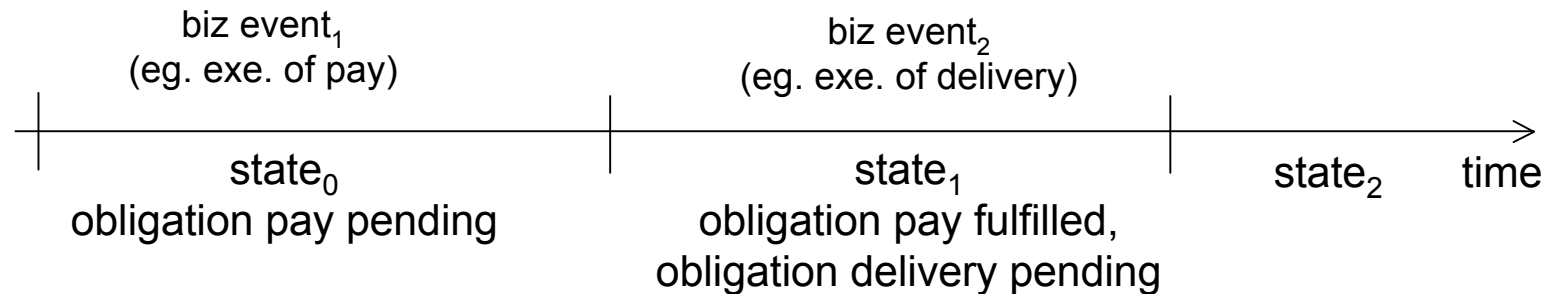 biz event₁
(eg. exe. of pay)
biz event₂
(eg. exe. of delivery)
state₀
obligation pay pending
state₁
obligation pay fulfilled,
obligation delivery pending
state₂
time